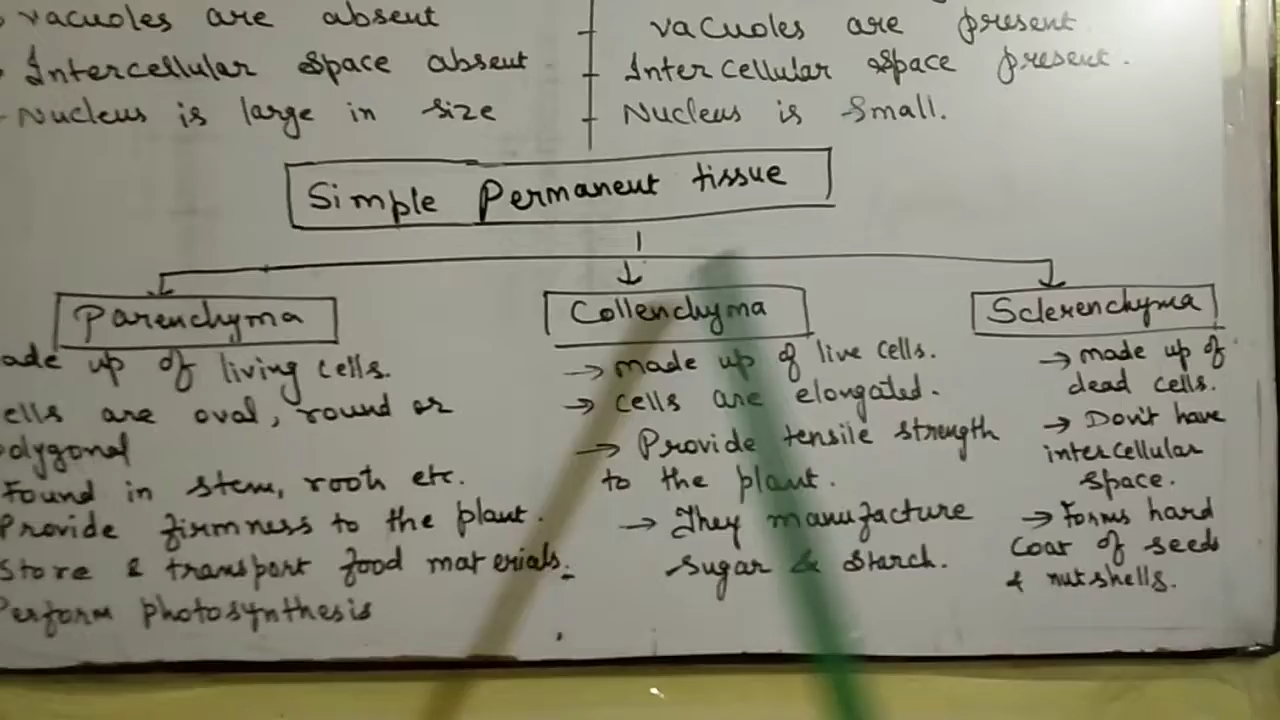 vacuoles are absent
Intercellular space absent
Nucleus is large in size
vacuoles are present
Intercellular space present.
Nucleus is small.
Simple Permanent tissue
Parenchyma
ade up of living cells.
ells are oval, round or
olygonal
Found in stem, roots etc.
Provide firmness to the plant.
Store & transport food materials.
Perform photosynthesis
Collenchyma
→ made up of live cells.
→ cells are elongated.
→ Provide tensile strength
to the plant.
→ They manufacture
sugar & starch.
Sclerenchyma
→ made up of
dead cells.
→ Don't have
intercellular
space.
→ Forms hard
coat of seeds
& nutshells.